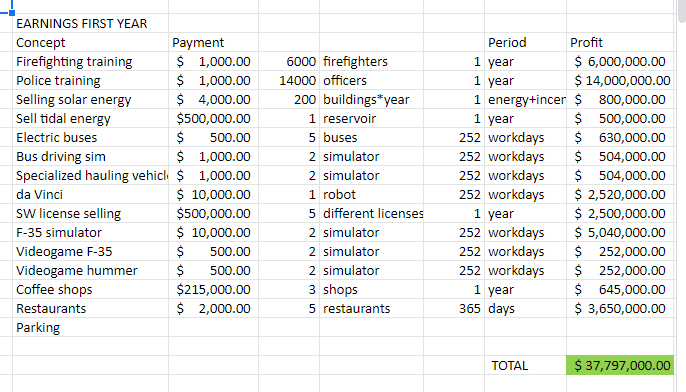 EARNINGS FIRST YEAR
Concept Payment Period Profit
Firefighting training $ 1,000.00 6000 firefighters 1 year $ 6,000,000.00
Police training $ 1,000.00 14000 officers 1 year $ 14,000,000.00
Selling solar energy $ 4,000.00 200 buildings*year 1 energy+incer $ 800,000.00
Sell tidal energy $500,000.00 1 reservoir 1 year $ 500,000.00
Electric buses $ 500.00 5 buses 252 workdays $ 630,000.00
Bus driving sim $ 1,000.00 2 simulator 252 workdays $ 504,000.00
Specialized hauling vehicl $ 1,000.00 2 simulator 252 workdays $ 504,000.00
da Vinci $ 10,000.00 1 robot 252 workdays $ 2,520,000.00
SW license selling $500,000.00 5 different licenses 1 year $ 2,500,000.00
F-35 simulator $ 10,000.00 2 simulator 252 workdays $ 5,040,000.00
Videogame F-35 $ 500.00 2 simulator 252 workdays $ 252,000.00
Videogame hummer $ 500.00 2 simulator 252 workdays $ 252,000.00
Coffee shops $215,000.00 3 shops 1 year $ 645,000.00
Restaurants $ 2,000.00 5 restaurants 365 days $ 3,650,000.00
Parking
TOTAL $ 37,797,000.00